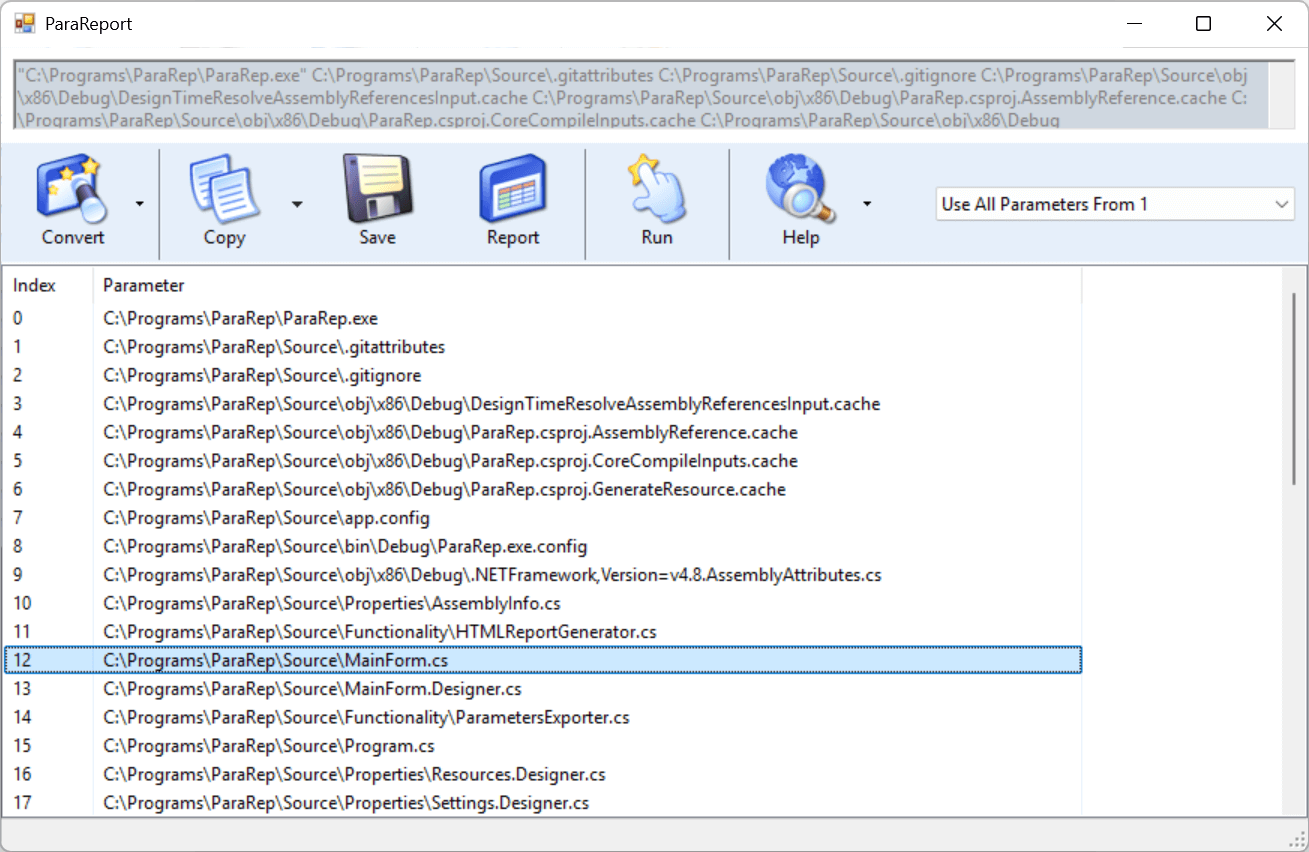 ParaReport
"C:\Programs\ParaRep\ParaRep.exe" C:\Programs\ParaRep\Source\.gitattributes C:\Programs\ParaRep\Source\.gitignore C:\Programs\ParaRep\Source\obj
\x86\Debug\DesignTimeResolveAssemblyReferencesInput.cache C:\Programs\ParaRep\Source\obj\x86\Debug\ParaRep.csproj.AssemblyReference.cache C:
\Programs\ParaRep\Source\obj\x86\Debug\ParaRep.csproj.CoreCompileInputs.cache C:\Programs\ParaRep\Source\obj\x86\Debug
Convert Copy Save Report Run Help Use All Parameters From 1
Index Parameter
0 C:\Programs\ParaRep\ParaRep.exe
1 C:\Programs\ParaRep\Source\.gitattributes
2 C:\Programs\ParaRep\Source\.gitignore
3 C:\Programs\ParaRep\Source\obj\x86\Debug\DesignTimeResolveAssemblyReferencesInput.cache
4 C:\Programs\ParaRep\Source\obj\x86\Debug\ParaRep.csproj.AssemblyReference.cache
5 C:\Programs\ParaRep\Source\obj\x86\Debug\ParaRep.csproj.CoreCompileInputs.cache
6 C:\Programs\ParaRep\Source\obj\x86\Debug\ParaRep.csproj.GenerateResource.cache
7 C:\Programs\ParaRep\Source\app.config
8 C:\Programs\ParaRep\Source\bin\Debug\ParaRep.exe.config
9 C:\Programs\ParaRep\Source\obj\x86\Debug\.NETFramework,Version=v4.8.AssemblyAttributes.cs
10 C:\Programs\ParaRep\Source\Properties\AssemblyInfo.cs
11 C:\Programs\ParaRep\Source\Functionality\HTMLReportGenerator.cs
12 C:\Programs\ParaRep\Source\MainForm.cs
13 C:\Programs\ParaRep\Source\MainForm.Designer.cs
14 C:\Programs\ParaRep\Source\Functionality\ParametersExporter.cs
15 C:\Programs\ParaRep\Source\Program.cs
16 C:\Programs\ParaRep\Source\Properties\Resources.Designer.cs
17 C:\Programs\ParaRep\Source\Properties\Settings.Designer.cs